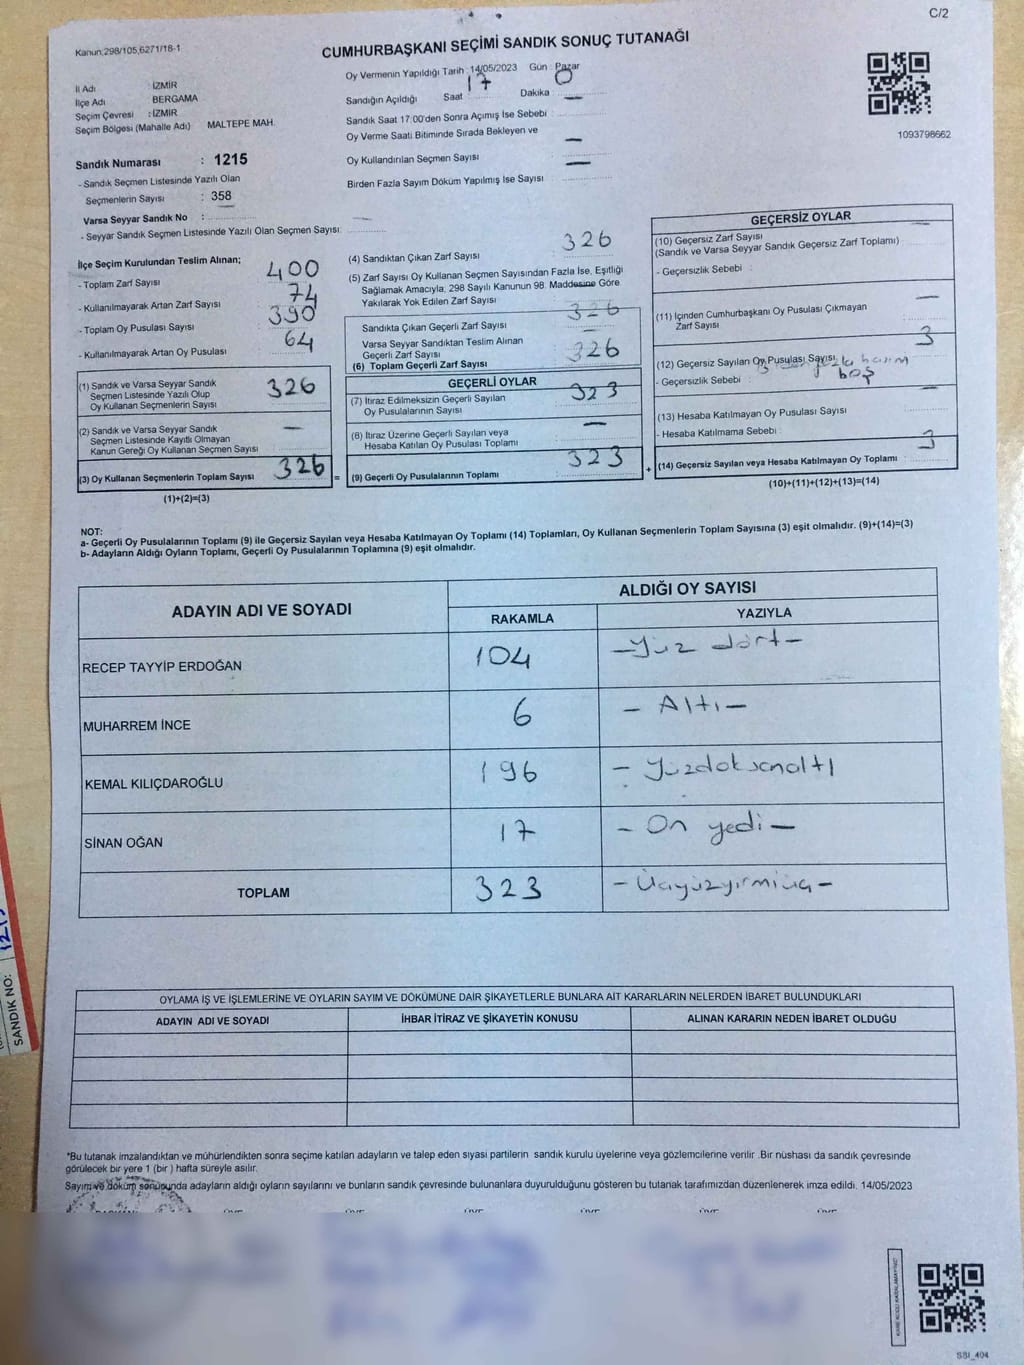 C/2
Kanun:298/105,6271/18-1
CUMHURBAŞKANI SEÇİMİ SANDIK SONUÇ TUTANAĞI
İl Adı : İZMİR
İlçe Adı : BERGAMA
Seçim Çevresi : İZMİR
Seçim Bölgesi (Mahalle Adı) MALTEPE MAH.
Oy Vermenin Yapıldığı Tarih : 14/05/2023 Gün : Pazar
Sandığın Açıldığı Saat 17 Dakika 0
Sandık Saat 17:00'den Sonra Açımış İse Sebebi : —
Oy Verme Saati Bitiminde Sırada Bekleyen ve
Oy Kullandırılan Seçmen Sayısı —
Birden Fazla Sayım Döküm Yapılmış İse Sayısı —
1093798662
Sandık Numarası : 1215
- Sandık Seçmen Listesinde Yazılı Olan
Seçmenlerin Sayısı : 358
Varsa Seyyar Sandık No :
- Seyyar Sandık Seçmen Listesinde Yazılı Olan Seçmen Sayısı: —
İlçe Seçim Kurulundan Teslim Alınan;
- Toplam Zarf Sayısı 400
- Kullanılmayarak Artan Zarf Sayısı 74
- Toplam Oy Pusulası Sayısı 390
- Kullanılmayarak Artan Oy Pusulası 64
(1) Sandık ve Varsa Seyyar Sandık
Seçmen Listesinde Yazılı Olup
Oy Kullanan Seçmenlerin Sayısı 326
(2) Sandık ve Varsa Seyyar Sandık
Seçmen Listesinde Kayıtlı Olmayan
Kanun Gereği Oy Kullanan Seçmen Sayısı —
(3) Oy Kullanan Seçmenlerin Toplam Sayısı 326 =
(1)+(2)=(3)
(4) Sandıktan Çıkan Zarf Sayısı 326
(5) Zarf Sayısı Oy Kullanan Seçmen Sayısından Fazla İse, Eşitliği
Sağlamak Amacıyla, 298 Sayılı Kanunun 98. Maddesine Göre
Yakılarak Yok Edilen Zarf Sayısı
Sandıkta Çıkan Geçerli Zarf Sayısı 326
Varsa Seyyar Sandıktan Teslim Alınan
Geçerli Zarf Sayısı
(6) Toplam Geçerli Zarf Sayısı 326
GEÇERLİ OYLAR
(7) İtiraz Edilmeksizin Geçerli Sayılan
Oy Pusulalarının Sayısı 323
(8) İtiraz Üzerine Geçerli Sayılan veya
Hesaba Katılan Oy Pusulası Toplamı —
(9) Geçerli Oy Pusulalarının Toplamı 323 +
GEÇERSİZ OYLAR
(10) Geçersiz Zarf Sayısı —
(Sandık ve Varsa Seyyar Sandık Geçersiz Zarf Toplamı)
- Geçersizlik Sebebi :
(11) İçinden Cumhurbaşkanı Oy Pusulası Çıkmayan
Zarf Sayısı —
(12) Geçersiz Sayılan Oy Pusulası Sayısı 3
- Geçersizlik Sebebi : boş
(13) Hesaba Katılmayan Oy Pusulası Sayısı —
- Hesaba Katılmama Sebebi :
(14) Geçersiz Sayılan veya Hesaba Katılmayan Oy Toplamı 3
(10)+(11)+(12)+(13)=(14)
NOT:
a- Geçerli Oy Pusulalarının Toplamı (9) ile Geçersiz Sayılan veya Hesaba Katılmayan Oy Toplamı (14) Toplamları, Oy Kullanan Seçmenlerin Toplam Sayısına (3) eşit olmalıdır. (9)+(14)=(3)
b- Adayların Aldığı Oyların Toplamı, Geçerli Oy Pusulalarının Toplamına (9) eşit olmalıdır.
ADAYIN ADI VE SOYADI
ALDIĞI OY SAYISI
RAKAMLA YAZIYLA
RECEP TAYYİP ERDOĞAN 104 –Yüz dört–
MUHARREM İNCE 6 – Altı –
KEMAL KILIÇDAROĞLU 196 – Yüzdoksanaltı
SİNAN OĞAN 17 – On yedi –
TOPLAM 323 – Üçyüzyirmiüç –
OYLAMA İŞ VE İŞLEMLERİNE VE OYLARIN SAYIM VE DÖKÜMÜNE DAİR ŞİKAYETLERLE BUNLARA AİT KARARLARIN NELERDEN İBARET BULUNDUKLARI
ADAYIN ADI VE SOYADI İHBAR İTİRAZ VE ŞİKAYETİN KONUSU ALINAN KARARIN NEDEN İBARET OLDUĞU
*Bu tutanak imzalandıktan ve mühürlendikten sonra seçime katılan adayların ve talep eden siyasi partilerin sandık kurulu üyelerine veya gözlemcilerine verilir .Bir nüshası da sandık çevresinde
görülecek bir yere 1 (bir ) hafta süreyle asılır.
Sayım ve döküm sonucunda adayların aldığı oyların sayılarını ve bunların sandık çevresinde bulunanlara duyurulduğunu gösteren bu tutanak tarafımızdan düzenlenerek imza edildi. 14/05/2023
SSI_404
SANDIK NO: 1215